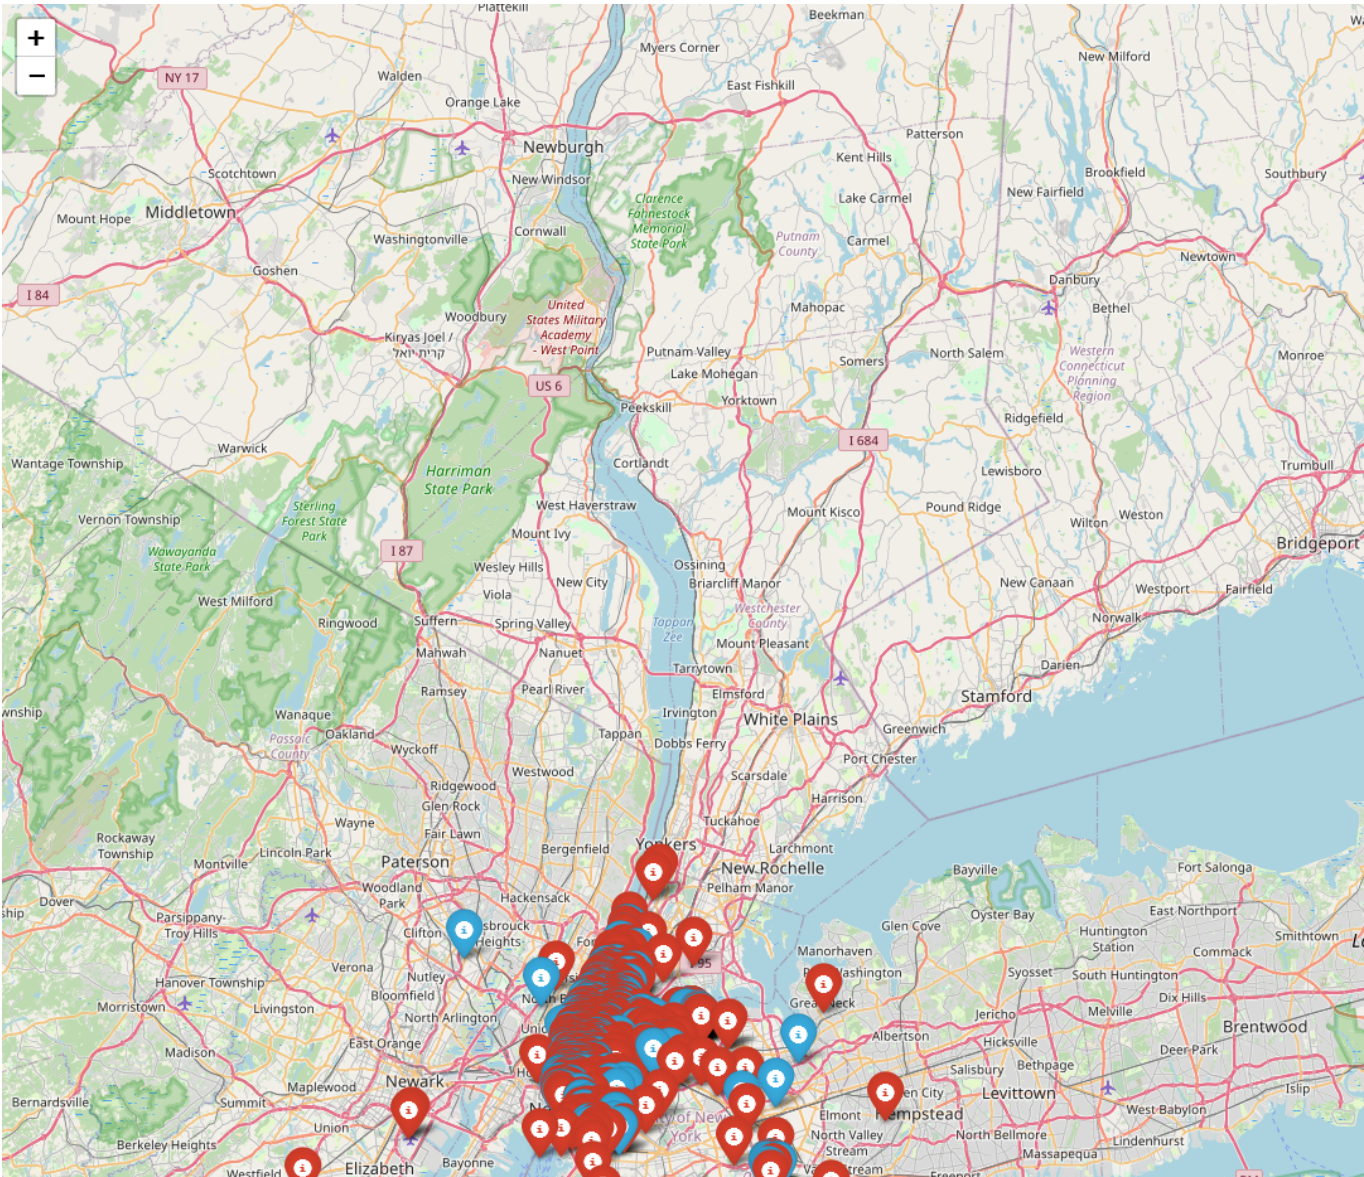 Plattekill
Beekman
+
Myers Corner
New Milford
−
NY 17
Walden
East Fishkill
Orange Lake
Patterson
Newburgh
Kent Hills
Scotchtown
New Windsor
Brookfield
Southbury
New Fairfield
Clarence
Fahnestock
Memorial
State Park
Lake Carmel
Mount Hope
Middletown
Washingtonville
Cornwall
Putnam
County
Carmel
Newtown
Goshen
Danbury
I 84
United
States Military
Academy
- West Point
Mahopac
Bethel
Woodbury
Kiryas Joel /
קרית יואל
Putnam Valley
Lake Mohegan
Somers
North Salem
Western
Connecticut
Planning
Region
Monroe
US 6
Peekskill
Yorktown
Ridgefield
Warwick
I 684
Wantage Township
Harriman
State Park
Cortlandt
Lewisboro
Trumbull
Sterling
Forest State
Park
West Haverstraw
Mount Kisco
Pound Ridge
Weston
Vernon Township
Wilton
Mount Ivy
Bridgeport
Wawayanda
State Park
I 87
Wesley Hills
Ossining
New City
Briarcliff Manor
New Canaan
Westport
Fairfield
Viola
West Milford
Westchester
County
Ringwood
Suffern
Spring Valley
Tappan
Zee
Norwalk
Mount Pleasant
Mahwah
Nanuet
Tarrytown
Darien
Ramsey
Pearl River
Elmsford
Stamford
wnship
Wanaque
Irvington
White Plains
Oakland
Passaic
County
Tappan
Greenwich
Wyckoff
Dobbs Ferry
Port Chester
Westwood
Scarsdale
Ridgewood
Harrison
Glen Rock
Wayne
Tuckahoe
Fair Lawn
Rockaway
Township
Bergenfield
Yonkers
Larchmont
Lincoln Park
Montville
Paterson
New Rochelle
Bayville
Fort Salonga
Woodland
Park
Pelham Manor
Dover
Hackensack
ship
Parsippany-
Troy Hills
Clifton
sbrouck
Heights
Oyster Bay
East Northport
Glen Cove
Huntington
Station
Smithtown
Manorhaven
Commack
Verona
95
Washington
Syosset
South Huntington
Hanover Township
Nutley
Bloomfield
Dix Hills
Morristown
Livingston
North Arlington
Great Neck
Jericho
Melville
Brentwood
East Orange
Albertson
Hicksville
Madison
Deer Park
Bethpage
Salisbury
Maplewood
Newark
Islip
Bernardsville
Summit
Levittown
West Babylon
Union
Elmont
Hempstead
North Valley
Stream
North Bellmore
Lindenhurst
York
Berkeley Heights
Massapequa
Bayonne
Westfield
Elizabeth
Freeport